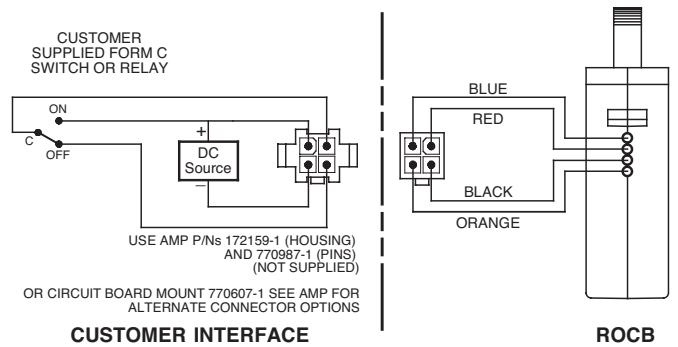 CUSTOMER
SUPPLIED FORM C
SWITCH OR RELAY
ON
C
OFF
+
DC
Source
–
USE AMP P/Ns 172159-1 (HOUSING)
AND 770987-1 (PINS)
(NOT SUPPLIED)
OR CIRCUIT BOARD MOUNT 770607-1 SEE AMP FOR
ALTERNATE CONNECTOR OPTIONS
CUSTOMER INTERFACE
BLUE
RED
BLACK
ORANGE
ROCB